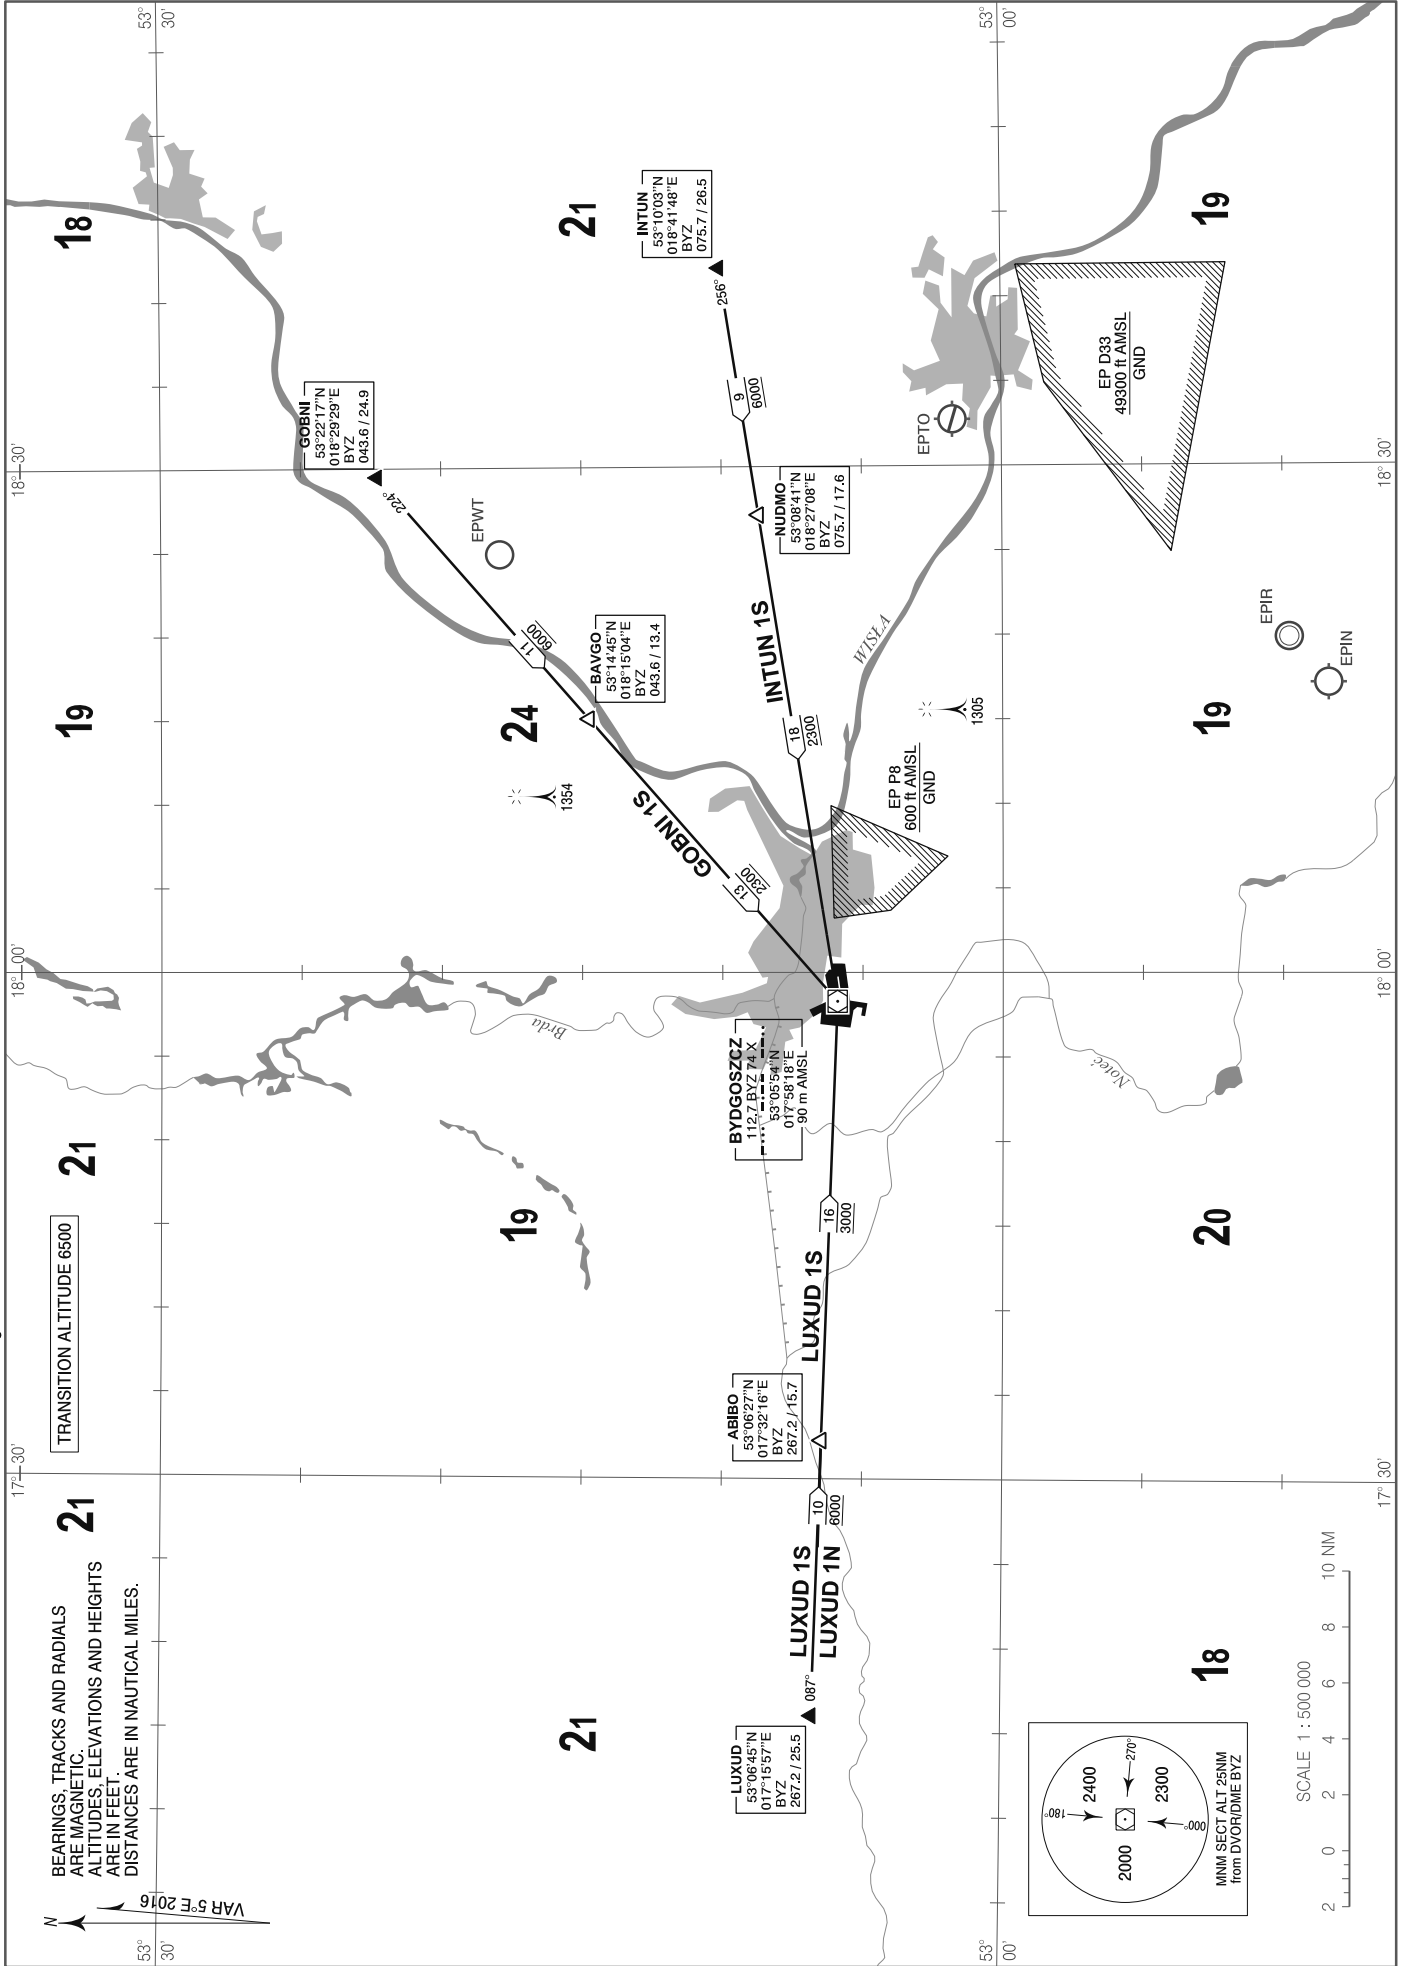 BEARINGS, TRACKS AND RADIALS
ARE MAGNETIC.
ALTITUDES, ELEVATIONS AND HEIGHTS
ARE IN FEET.
DISTANCES ARE IN NAUTICAL MILES.
TRANSITION ALTITUDE 6500
N
VAR 5°E 2016
53°
30'
17° 30'
18° 00'
18° 30'
53°
30'
21
21
19
18
21
19
24
21
18
20
19
19
LUXUD
53°06'45''N
017°15'57''E
BYZ
267.2 / 25.5
087°
LUXUD 1S
LUXUD 1N
10
6000
ABIBO
53°06'27''N
017°32'16''E
BYZ
267.2 / 15.7
LUXUD 1S
16
3000
BYDGOSZCZ
112.7 BYZ 74 X
53°05'54''N
017°58'18''E
90 m AMSL
Brda
Noteć
WISŁA
13
2300
GOBNI 1S
1354
BAVGO
53°14'45''N
018°15'04''E
BYZ
043.6 / 13.4
11
6000
EPWT
224°
GOBNI
53°22'17''N
018°29'29''E
BYZ
043.6 / 24.9
18
2300
INTUN 1S
NUDMO
53°08'41''N
018°27'08''E
BYZ
075.7 / 17.6
9
6000
256°
INTUN
53°10'03''N
018°41'48''E
BYZ
075.7 / 26.5
EP P8
600 ft AMSL
GND
1305
EPTO
EP D33
49300 ft AMSL
GND
EPIR
EPIN
53°
00'
53°
00'
17° 30'
18° 00'
18° 30'
180°
2400
270°
2000
2300
000°
MNM SECT ALT 25NM
from DVOR/DME BYZ
SCALE 1 : 500 000
2 0 2 4 6 8 10 NM